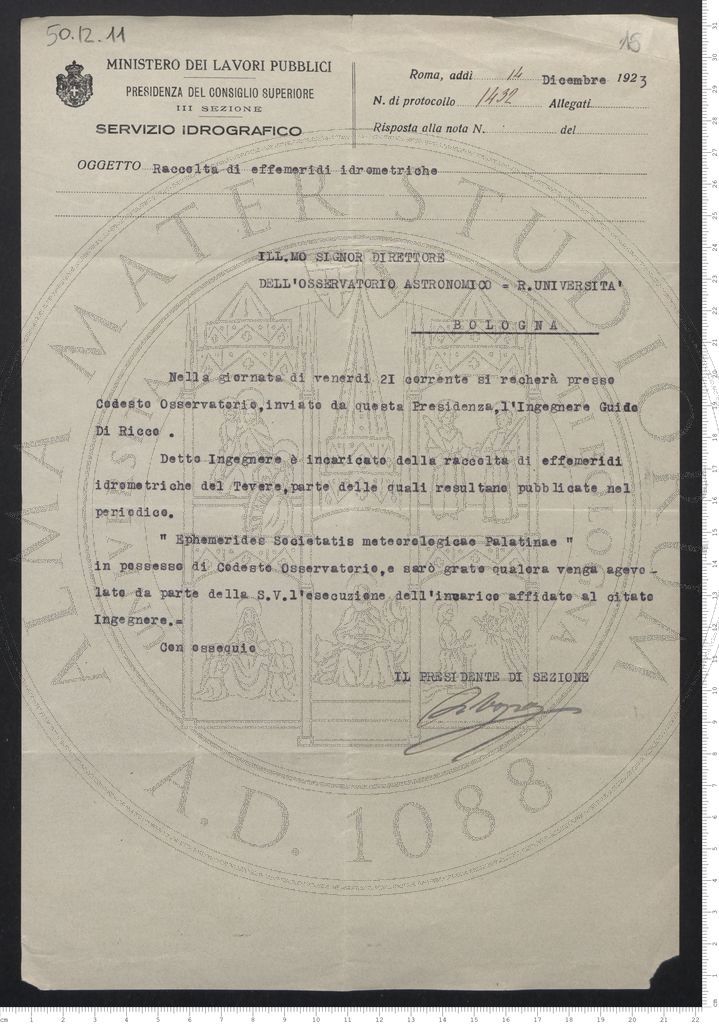 50.12.11
15
MINISTERO DEI LAVORI PUBBLICI
PRESIDENZA DEL CONSIGLIO SUPERIORE
III SEZIONE
SERVIZIO IDROGRAFICO
Roma, addì 14 Dicembre 1923
N. di protocollo 1432 Allegati
Risposta alla nota N. del
OGGETTO Raccolta di effemeridi idrometriche
ILL.MO SIGNOR DIRETTORE
DELL'OSSERVATORIO ASTRONOMICO = R.UNIVERSITA'
BOLOGNA
Nella giornata di venerdi 2I corrente si recherà presso
Codesto Osservatorio,inviato da questa Presidenza,l'Ingegnere Guido
Di Ricco .
Detto Ingegnere è incaricato della raccolta di effemeridi
idrometriche del Tevere,parte delle quali resultano pubblicate nel
periodico.
" Ephemerides Societatis meteorologicae Palatinae "
in possesso di Codesto Osservatorio,e sarò grato qualora venga agevo-
lato da parte della S.V.l'esecuzione dell'incarico affidato al citato
Ingegnere.=
Con ossequio
IL PRESIDENTE DI SEZIONE
ALMA MATER STUDIORUM
A.D. 1088